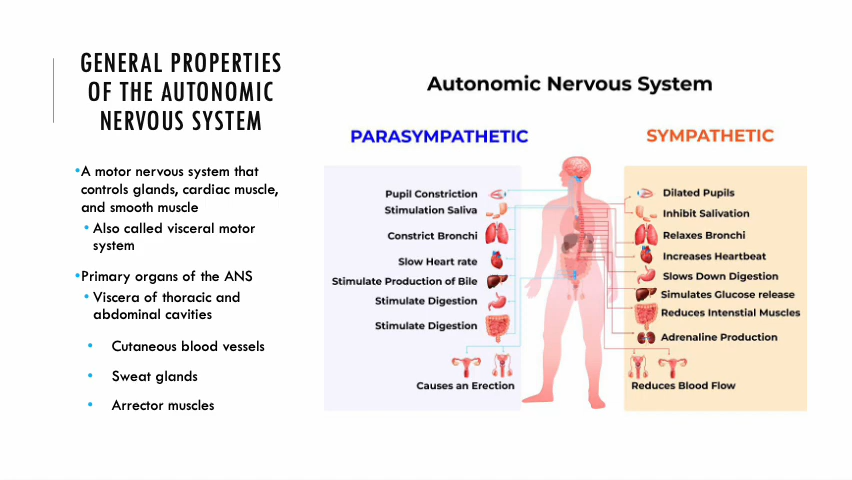 GENERAL PROPERTIES
OF THE AUTONOMIC
NERVOUS SYSTEM
•A motor nervous system that
controls glands, cardiac muscle,
and smooth muscle
• Also called visceral motor
system
•Primary organs of the ANS
• Viscera of thoracic and
abdominal cavities
• Cutaneous blood vessels
• Sweat glands
• Arrector muscles
Autonomic Nervous System
PARASYMPATHETIC
Pupil Constriction
Stimulation Saliva
Constrict Bronchi
Slow Heart rate
Stimulate Production of Bile
Stimulate Digestion
Stimulate Digestion
Causes an Erection
SYMPATHETIC
Dilated Pupils
Inhibit Salivation
Relaxes Bronchi
Increases Heartbeat
Slows Down Digestion
Simulates Glucose release
Reduces Intenstial Muscles
Adrenaline Production
Reduces Blood Flow